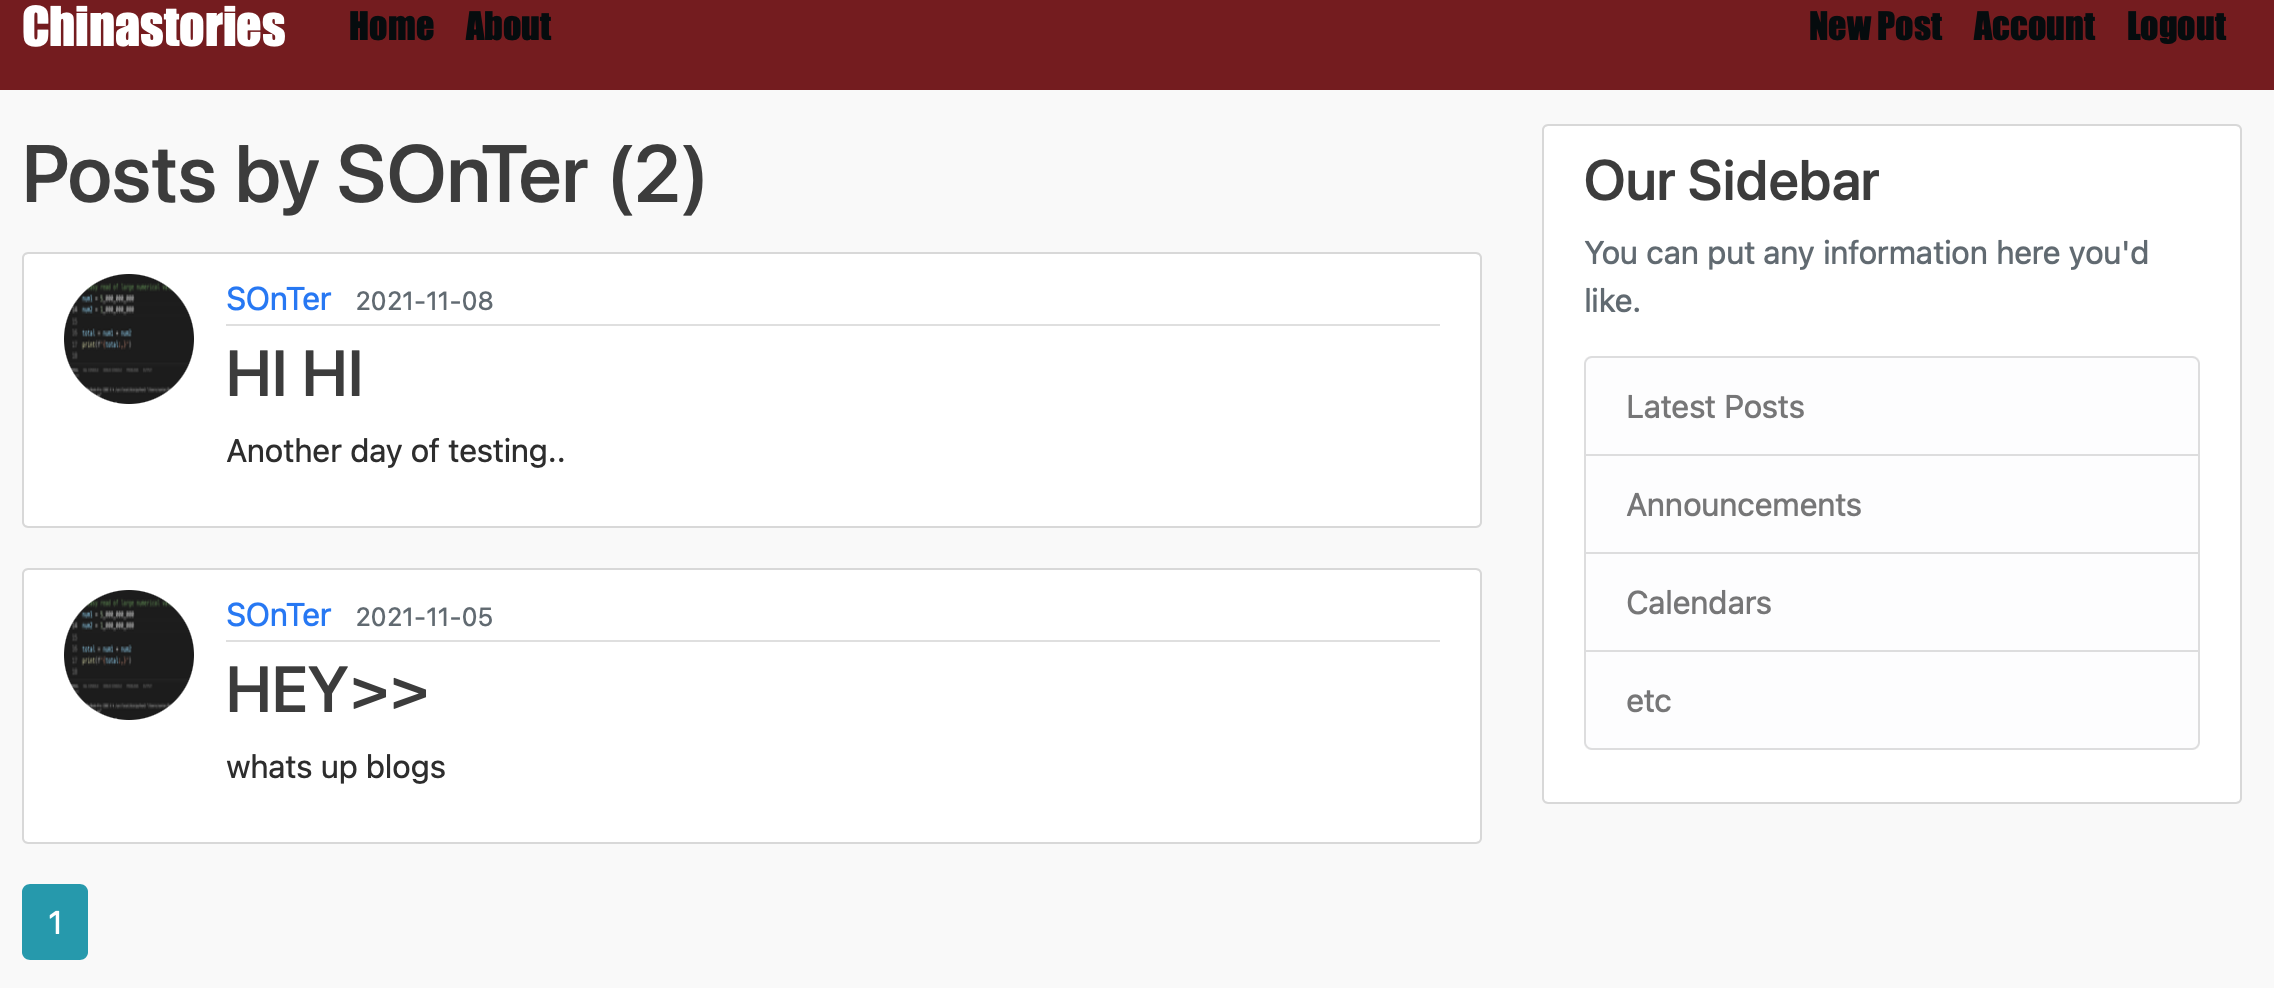 Chinastories Home About New Post Account Logout
Posts by SOnTer (2)
SOnTer 2021-11-08
HI HI
Another day of testing..
SOnTer 2021-11-05
HEY>>
whats up blogs
1
Our Sidebar
You can put any information here you'd
like.
Latest Posts
Announcements
Calendars
etc